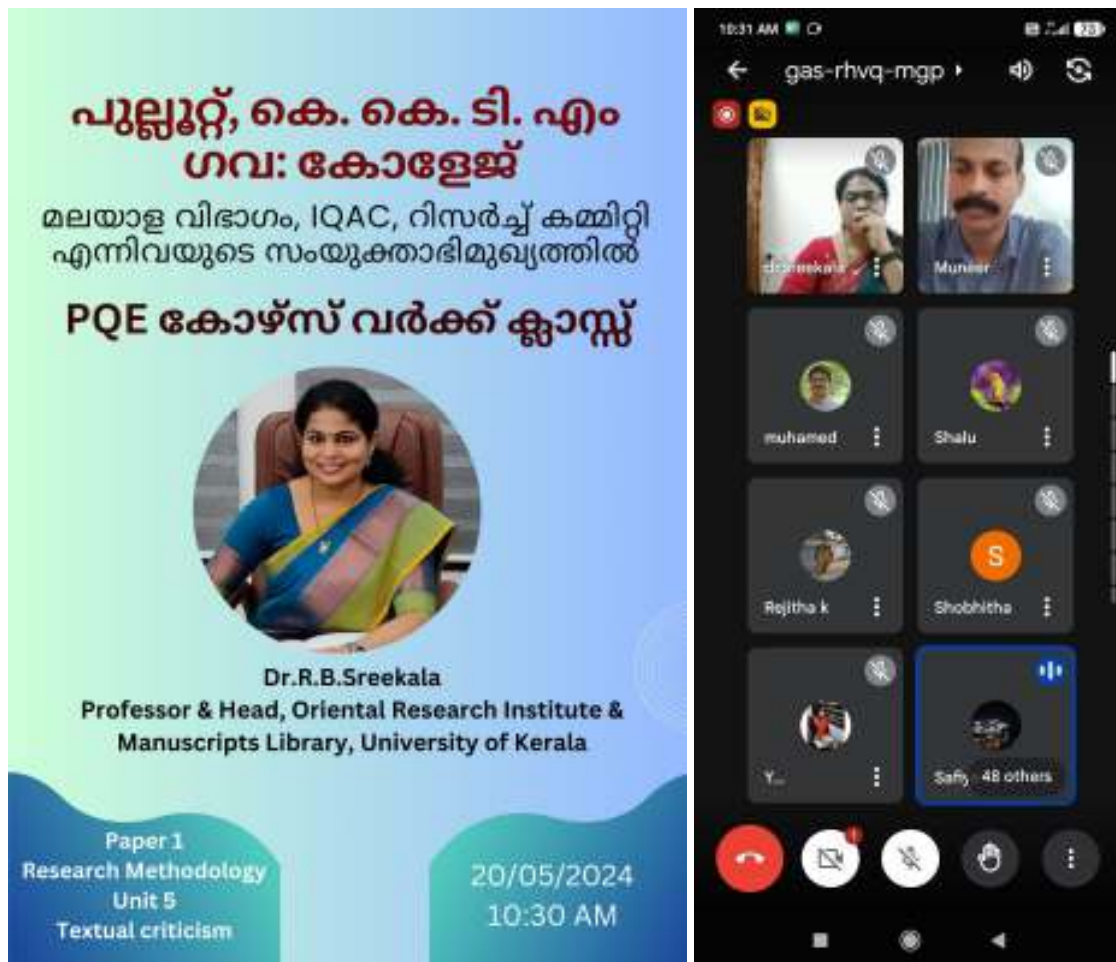 പുല്ലൂറ്റ്, കെ. കെ. ടി. എം
ഗവ: കോളേജ്
മലയാള വിഭാഗം, IQAC, റിസർച്ച് കമ്മിറ്റി
എന്നിവയുടെ സംയുക്താഭിമുഖ്യത്തിൽ
PQE കോഴ്സ് വർക്ക് ക്ലാസ്സ്
Dr.R.B.Sreekala
Professor & Head, Oriental Research Institute &
Manuscripts Library, University of Kerala
Paper 1
Research Methodology
Unit 5
Textual criticism
20/05/2024
10:30 AM
10:31 AM
gas-rhvq-mgp
dr.sreekala
Muneer
muhamed
Shalu
Rejitha k
S
Shobhitha
Y...
48 others